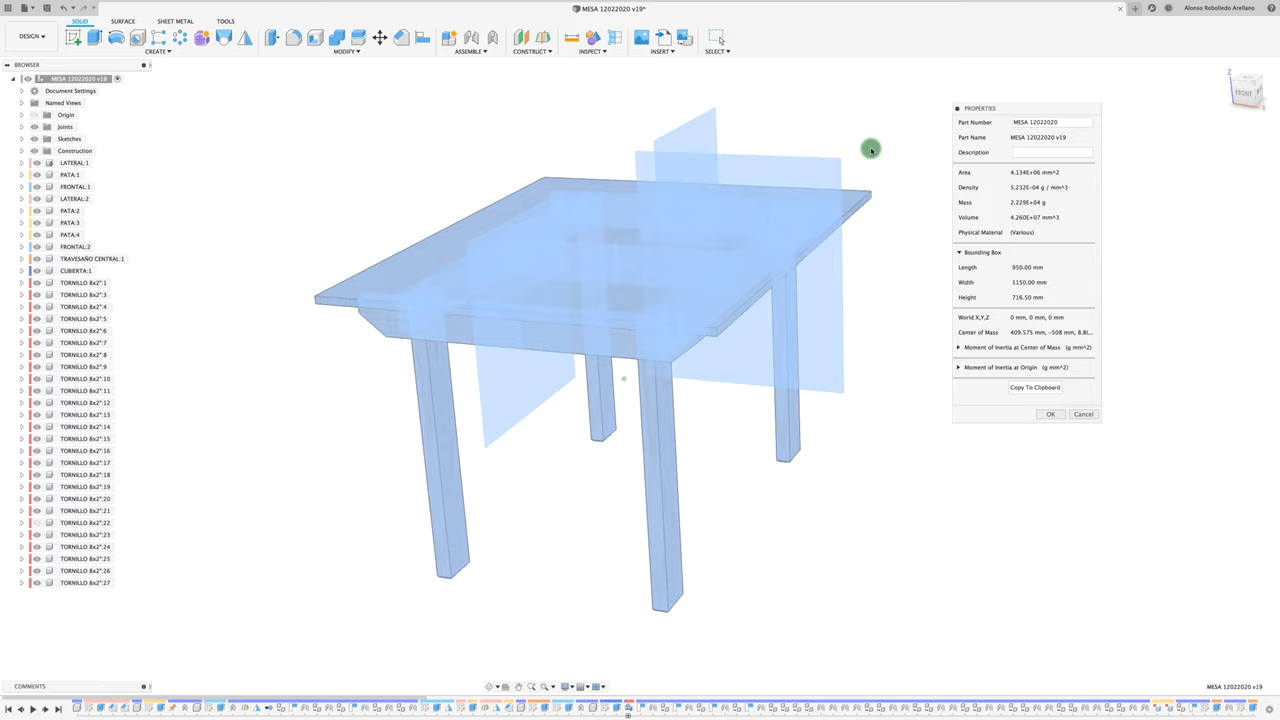 MESA 12022020 v19*
Alonso Rebolledo Arellano
DESIGN
SOLID
SURFACE
SHEET METAL
TOOLS
CREATE
MODIFY
ASSEMBLE
CONSTRUCT
INSPECT
INSERT
SELECT
BROWSER
MESA 12022020 v19
Document Settings
Named Views
Origin
Joints
Sketches
Construction
LATERAL:1
PATA:1
FRONTAL:1
LATERAL:2
PATA:2
PATA:3
PATA:4
FRONTAL:2
TRAVESAÑO CENTRAL:1
CUBIERTA:1
TORNILLO 8x2":1
TORNILLO 8x2":3
TORNILLO 8x2":4
TORNILLO 8x2":5
TORNILLO 8x2":6
TORNILLO 8x2":7
TORNILLO 8x2":8
TORNILLO 8x2":9
TORNILLO 8x2":10
TORNILLO 8x2":11
TORNILLO 8x2":12
TORNILLO 8x2":13
TORNILLO 8x2":14
TORNILLO 8x2":15
TORNILLO 8x2":16
TORNILLO 8x2":17
TORNILLO 8x2":18
TORNILLO 8x2":19
TORNILLO 8x2":20
TORNILLO 8x2":21
TORNILLO 8x2":22
TORNILLO 8x2":23
TORNILLO 8x2":24
TORNILLO 8x2":25
TORNILLO 8x2":26
TORNILLO 8x2":27
Z
FRONT
X
PROPERTIES
Part Number MESA 12022020
Part Name MESA 12022020 v19
Description
Area 4.134E+06 mm^2
Density 5.232E-04 g / mm^3
Mass 2.229E+04 g
Volume 4.260E+07 mm^3
Physical Material (Various)
Bounding Box
Length 950.00 mm
Width 1150.00 mm
Height 716.50 mm
World X,Y,Z 0 mm, 0 mm, 0 mm
Center of Mass 409.575 mm, -508 mm, 8.8(...
Moment of Inertia at Center of Mass (g mm^2)
Moment of Inertia at Origin (g mm^2)
Copy To Clipboard
OK Cancel
COMMENTS
MESA 12022020 v19